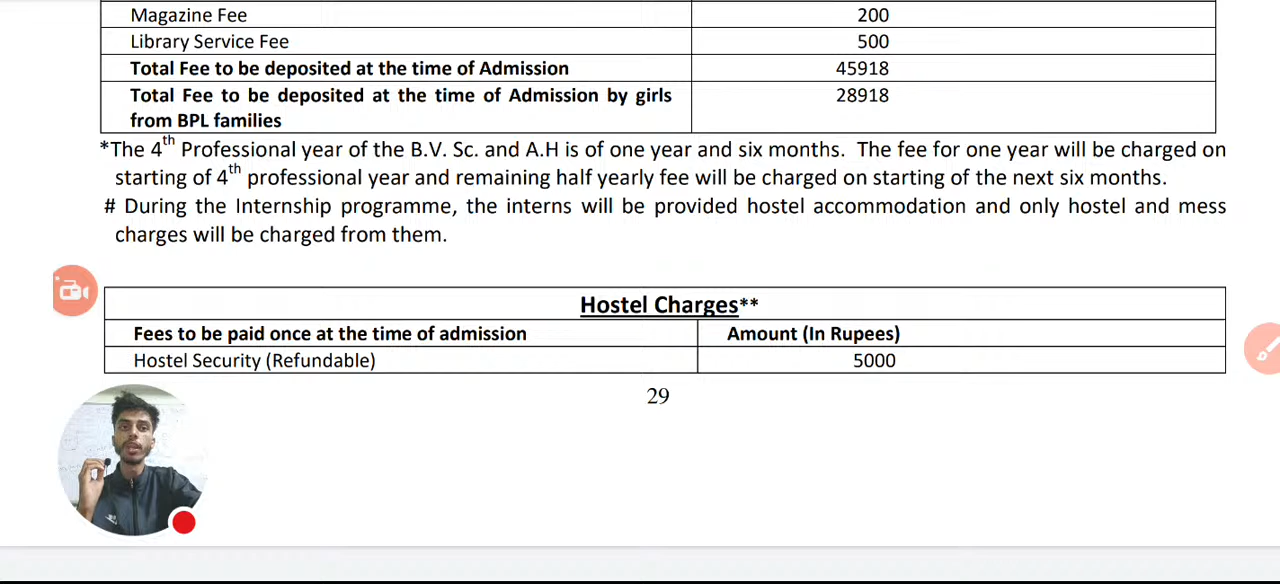 Magazine Fee 200
Library Service Fee 500
Total Fee to be deposited at the time of Admission 45918
Total Fee to be deposited at the time of Admission by girls 28918
from BPL families
*The 4th Professional year of the B.V. Sc. and A.H is of one year and six months. The fee for one year will be charged on
starting of 4th professional year and remaining half yearly fee will be charged on starting of the next six months.
# During the Internship programme, the interns will be provided hostel accommodation and only hostel and mess
charges will be charged from them.
Hostel Charges**
Fees to be paid once at the time of admission Amount (In Rupees)
Hostel Security (Refundable) 5000
29